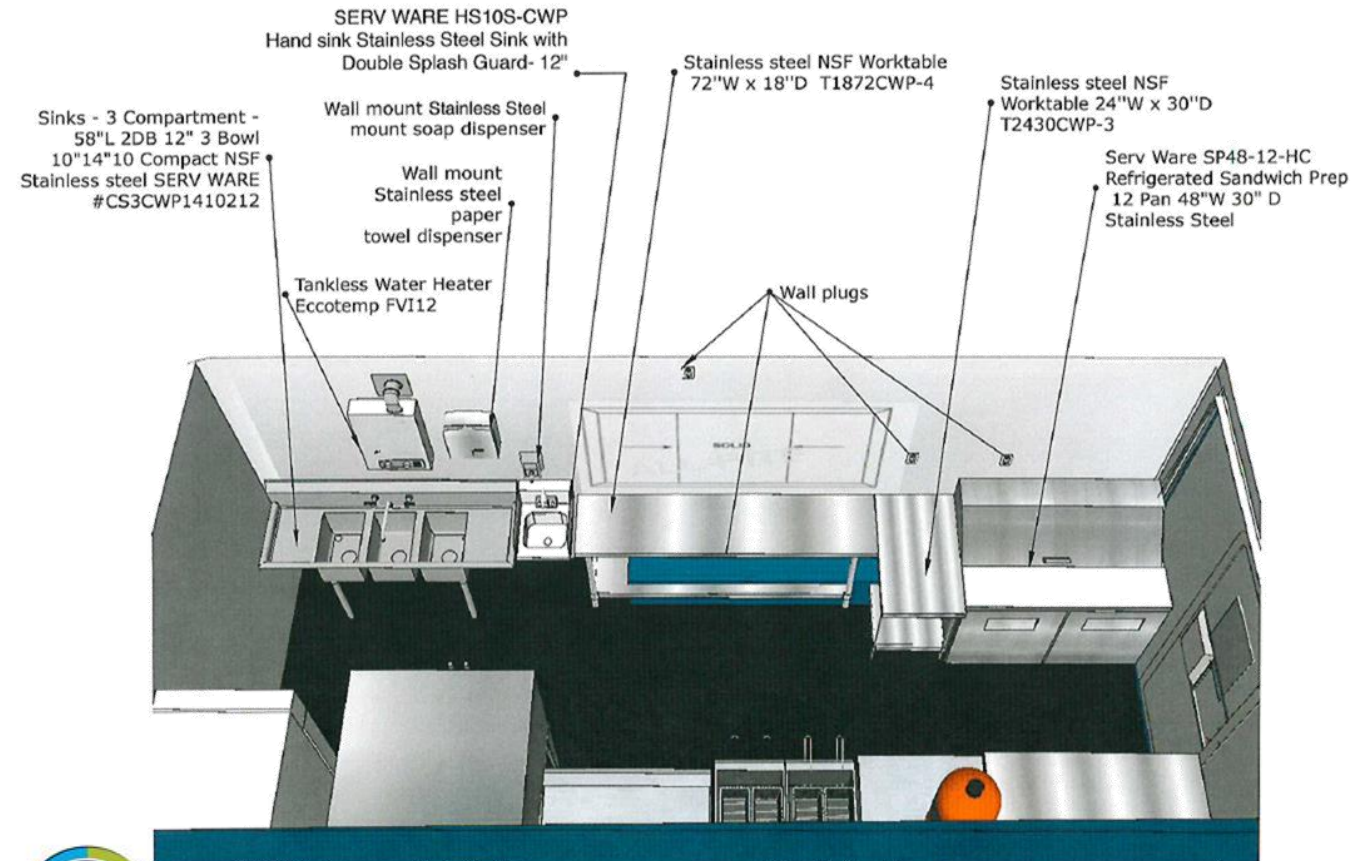 SERV WARE HS10S-CWP
Hand sink Stainless Steel Sink with
Double Splash Guard- 12"
Stainless steel NSF Worktable
72"W x 18"D  T1872CWP-4
Stainless steel NSF
Worktable 24"W x 30"D
T2430CWP-3
Sinks - 3 Compartment -
58"L 2DB 12" 3 Bowl
10"14"10 Compact NSF
Stainless steel SERV WARE
#CS3CWP1410212
Wall mount Stainless Steel
mount soap dispenser
Wall mount
Stainless steel
paper
towel dispenser
Serv Ware SP48-12-HC
Refrigerated Sandwich Prep
12 Pan 48"W 30" D
Stainless Steel
Tankless Water Heater
Eccotemp FVI12
Wall plugs
SOLID